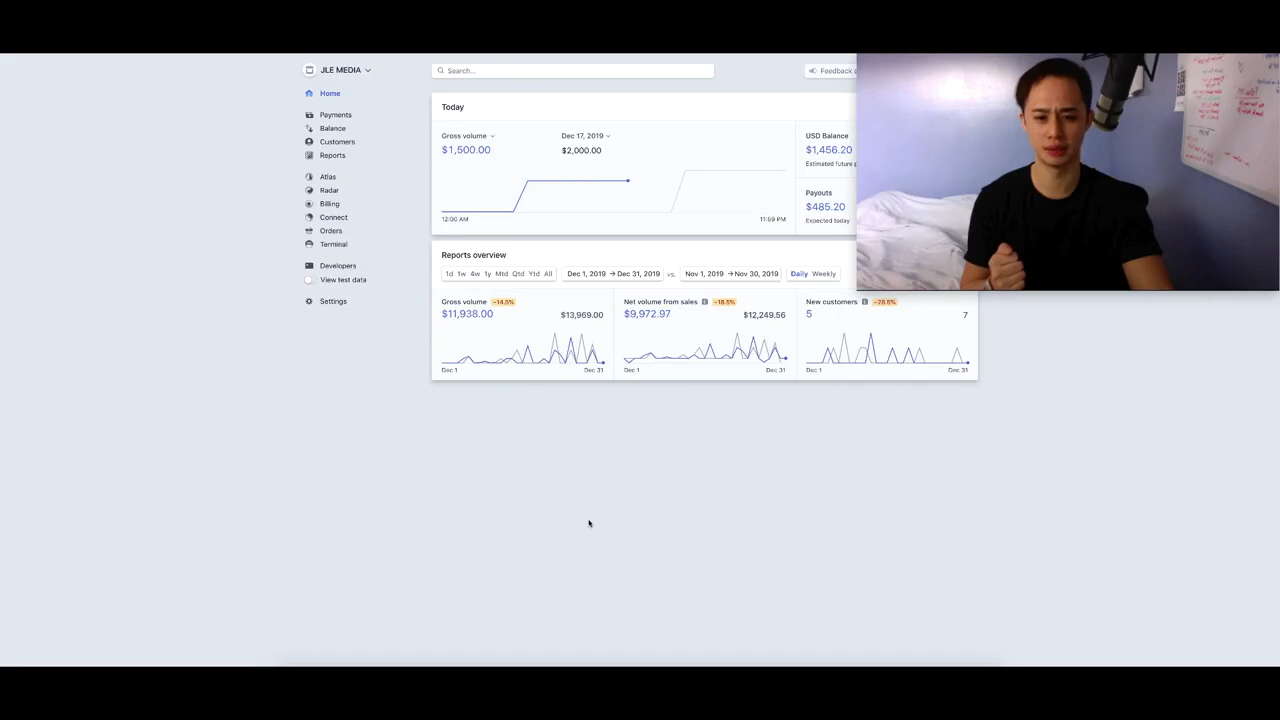 JLE MEDIA
Search...
Feedback
Home
Payments
Balance
Customers
Reports
Atlas
Radar
Billing
Connect
Orders
Terminal
Developers
View test data
Settings
Today
Gross volume
$1,500.00
Dec 17, 2019
$2,000.00
12:00 AM
11:59 PM
USD Balance
$1,456.20
Estimated future
Payouts
$485.20
Expected today
Reports overview
1d 1w 4w 1y Mtd Qtd Ytd All
Dec 1, 2019 → Dec 31, 2019 vs. Nov 1, 2019 → Nov 30, 2019
Daily Weekly
Gross volume -14.5%
$11,938.00 $13,969.00
Dec 1 Dec 31
Net volume from sales -18.5%
$9,972.97 $12,249.56
Dec 1 Dec 31
New customers -28.6%
5 7
Dec 1 Dec 31